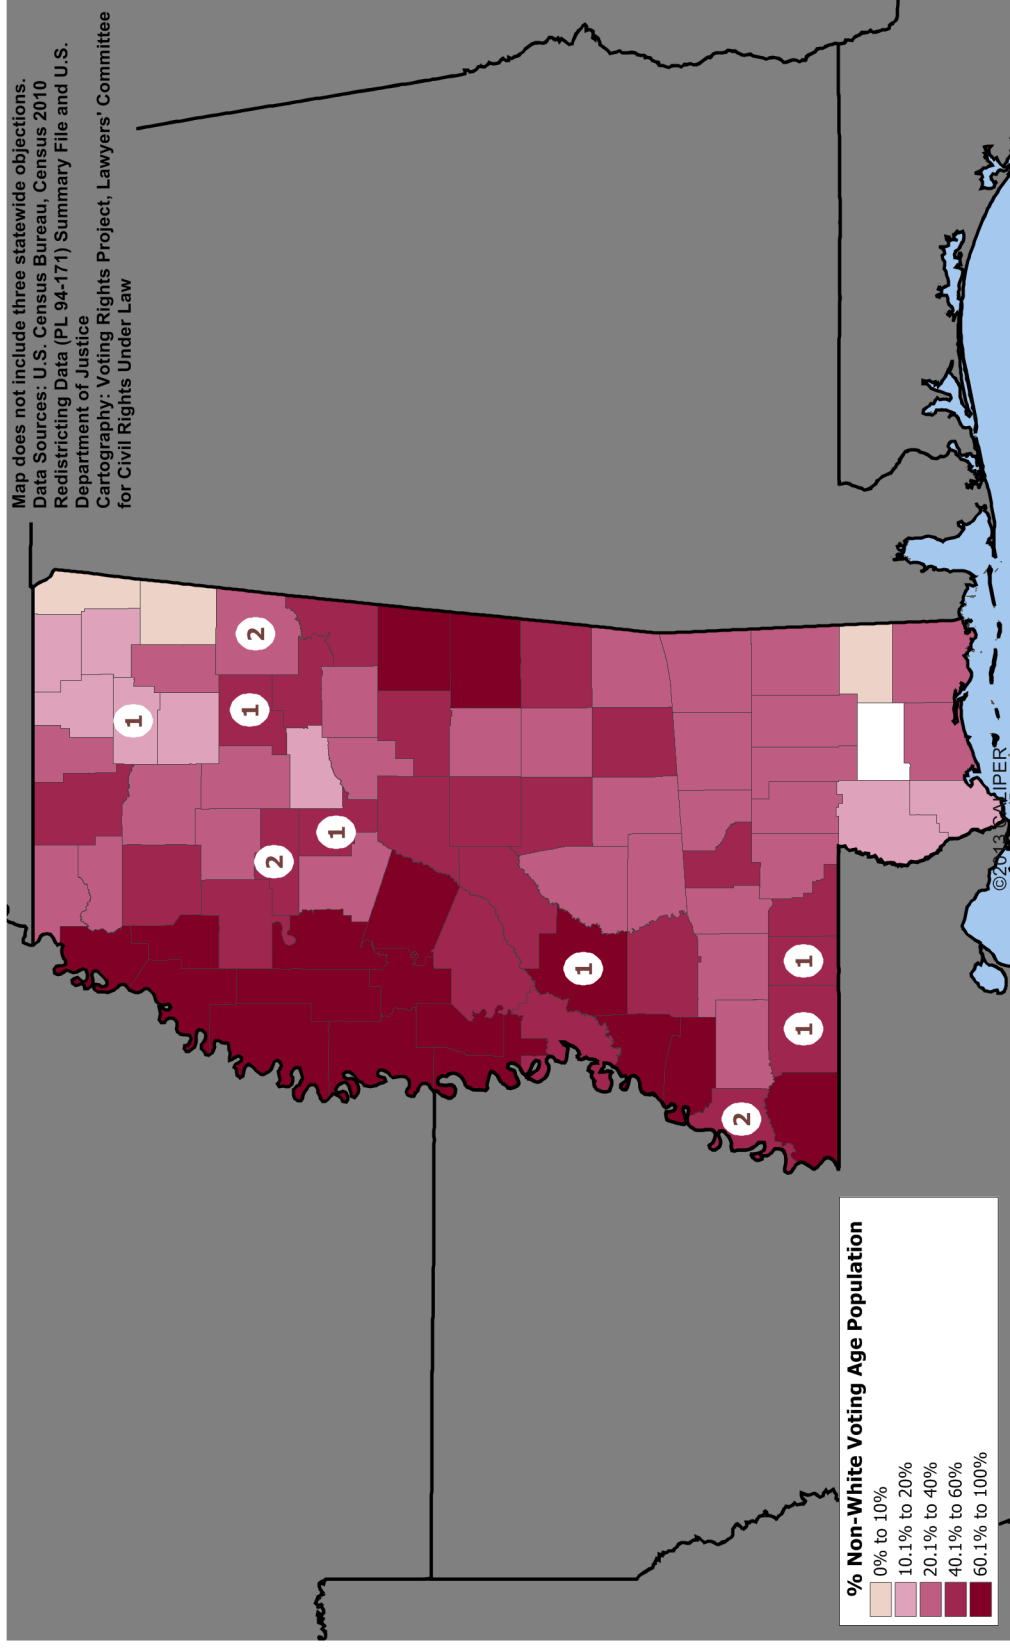 Map does not include three statewide objections.
Data Sources: U.S. Census Bureau, Census 2010
Redistricting Data (PL 94-171) Summary File and U.S.
Department of Justice
Cartography: Voting Rights Project, Lawyers' Committee
for Civil Rights Under Law
1
2
1
2
1
1
1
1
2
% Non-White Voting Age Population
0% to 10%
10.1% to 20%
20.1% to 40%
40.1% to 60%
60.1% to 100%
©2013 CALIPER